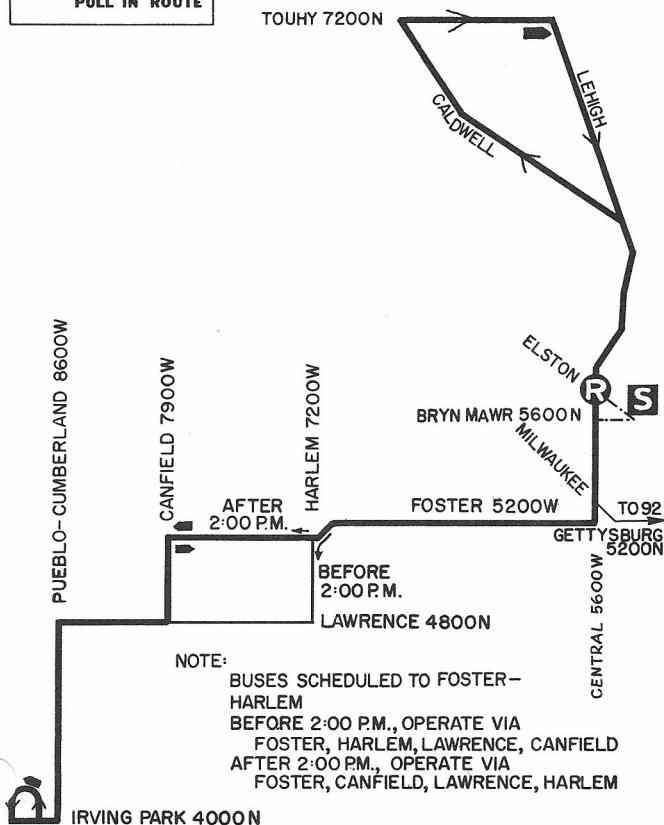 PULL IN ROUTE
TOUHY 7200N
LEHIGH
CALDWELL
ELSTON
R
S
BRYN MAWR 5600N
MILWAUKEE
PUEBLO-CUMBERLAND 8600W
CANFIELD 7900W
HARLEM 7200W
AFTER
2:00 P.M.
FOSTER 5200W
TO 92
GETTYSBURG
5200N
BEFORE
2:00 P.M.
CENTRAL 5600W
LAWRENCE 4800N
NOTE:
BUSES SCHEDULED TO FOSTER-
HARLEM
BEFORE 2:00 P.M., OPERATE VIA
FOSTER, HARLEM, LAWRENCE, CANFIELD
AFTER 2:00 P.M., OPERATE VIA
FOSTER, CANFIELD, LAWRENCE, HARLEM
IRVING PARK 4000N